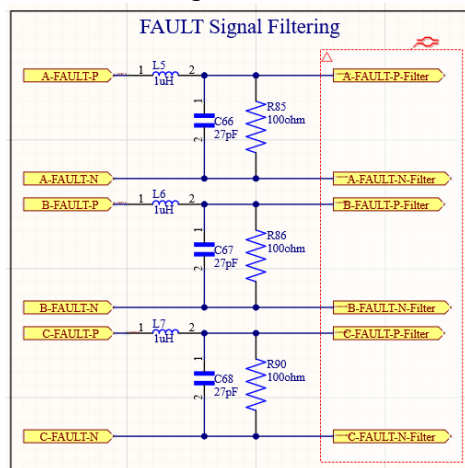 FAULT Signal Filtering
A-FAULT-P
1
L5
2
1uH
A-FAULT-P-Filter
1
C66
27pF
2
R85
100ohm
A-FAULT-N
A-FAULT-N-Filter
B-FAULT-P
1
L6
2
1uH
B-FAULT-P-Filter
1
C67
27pF
2
R86
100ohm
B-FAULT-N
B-FAULT-N-Filter
C-FAULT-P
1
L7
2
1uH
C-FAULT-P-Filter
1
C68
27pF
2
R90
100ohm
C-FAULT-N
C-FAULT-N-Filter